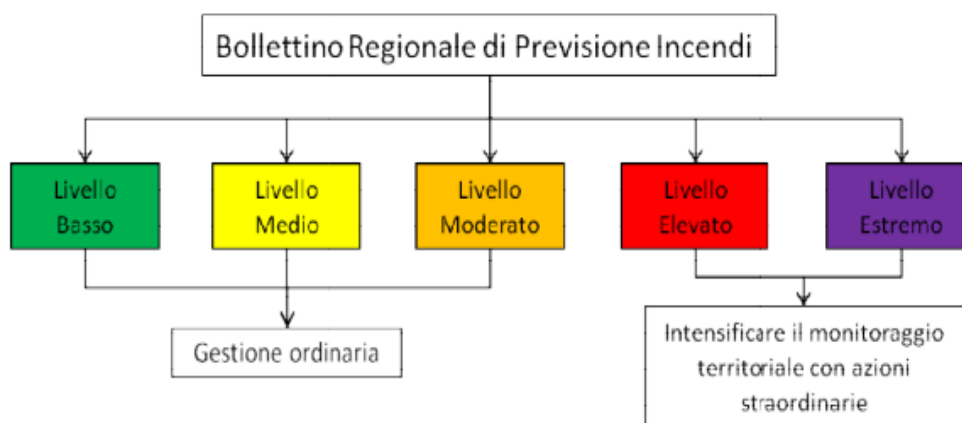 Bollettino Regionale di Previsione Incendi
Livello
Basso
Livello
Medio
Livello
Moderato
Livello
Elevato
Livello
Estremo
Gestione ordinaria
Intensificare il monitoraggio
territoriale con azioni
straordinarie